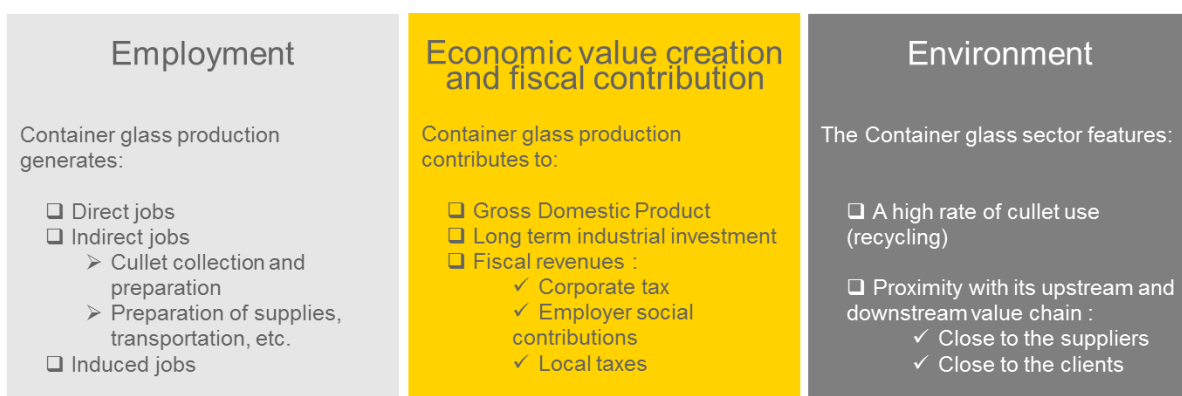 Employment
Container glass production
generates:
❑ Direct jobs
❑ Indirect jobs
➢ Cullet collection and
preparation
➢ Preparation of supplies,
transportation, etc.
❑ Induced jobs
Economic value creation
and fiscal contribution
Container glass production
contributes to:
❑ Gross Domestic Product
❑ Long term industrial investment
❑ Fiscal revenues :
✓ Corporate tax
✓ Employer social
contributions
✓ Local taxes
Environment
The Container glass sector features:
❑ A high rate of cullet use
(recycling)
❑ Proximity with its upstream and
downstream value chain :
✓ Close to the suppliers
✓ Close to the clients